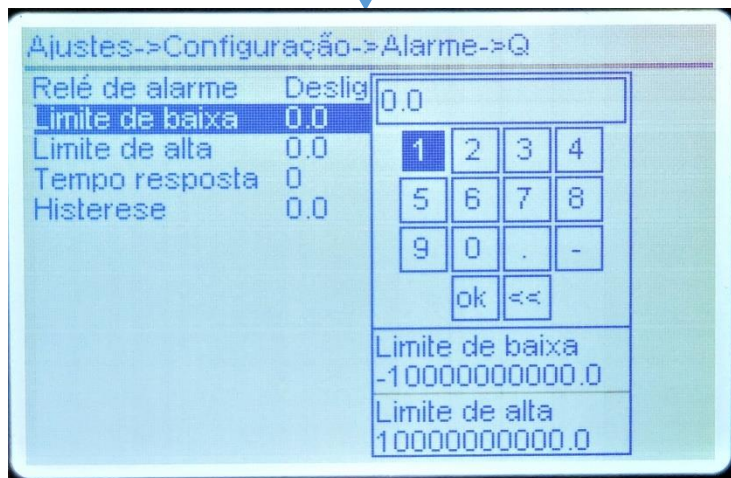 Ajustes->Configuração->Alarme->Q
Relé de alarme Deslig
Limite de baixa 0.0
Limite de alta 0.0
Tempo resposta 0
Histerese 0.0
0.0
1 2 3 4
5 6 7 8
9 0 . -
ok <<
Limite de baixa
-10000000000.0
Limite de alta
10000000000.0